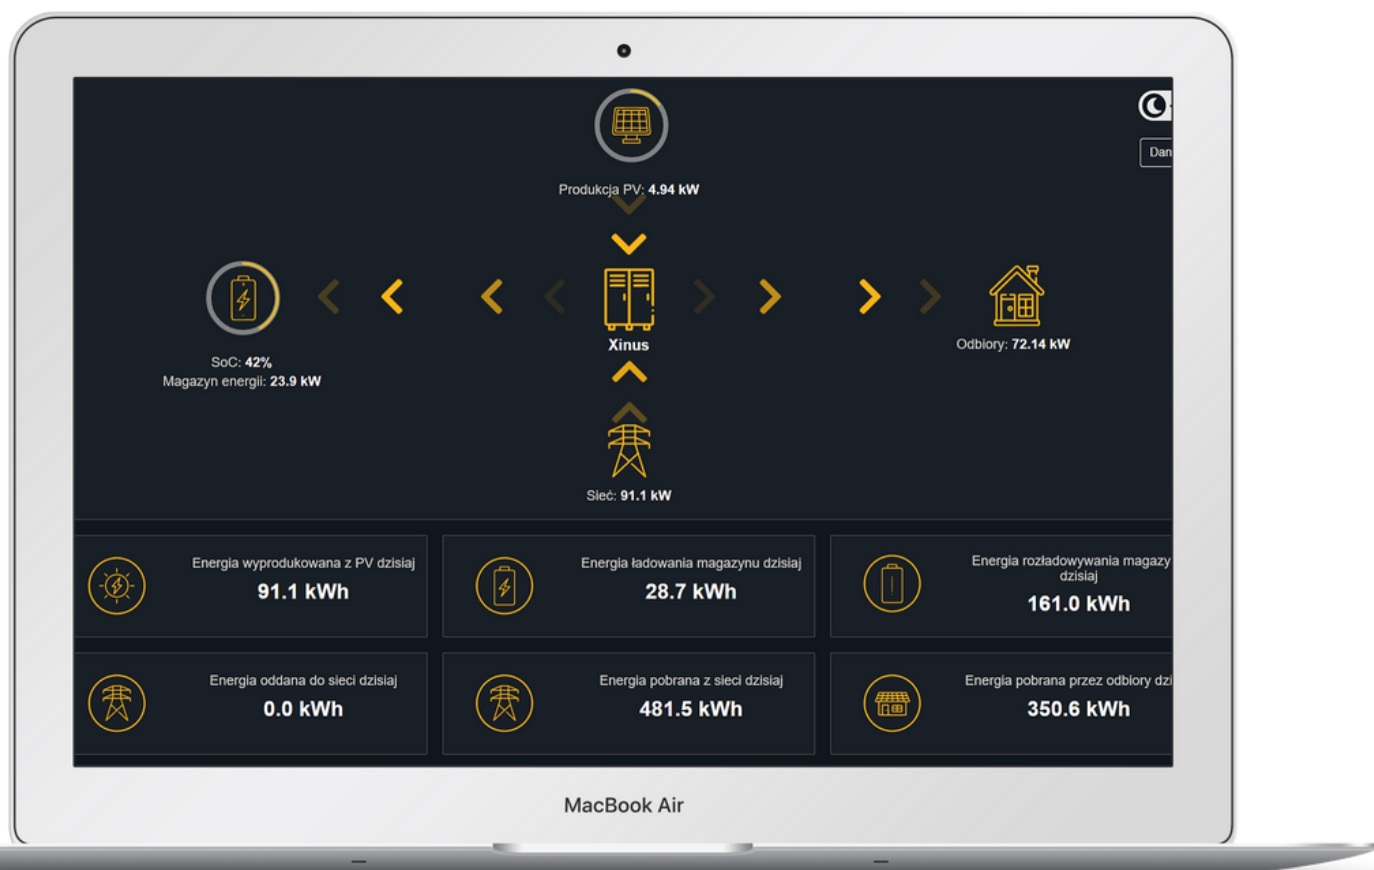 Produkcja PV: 4.94 kW
Dan
Xinus
SoC: 42%
Magazyn energii: 23.9 kW
Odbiory: 72.14 kW
Sieć: 91.1 kW
Energia wyprodukowana z PV dzisiaj
91.1 kWh
Energia ładowania magazynu dzisiaj
28.7 kWh
Energia rozładowywania magazy
dzisiaj
161.0 kWh
Energia oddana do sieci dzisiaj
0.0 kWh
Energia pobrana z sieci dzisiaj
481.5 kWh
Energia pobrana przez odbiory dzi
350.6 kWh
MacBook Air